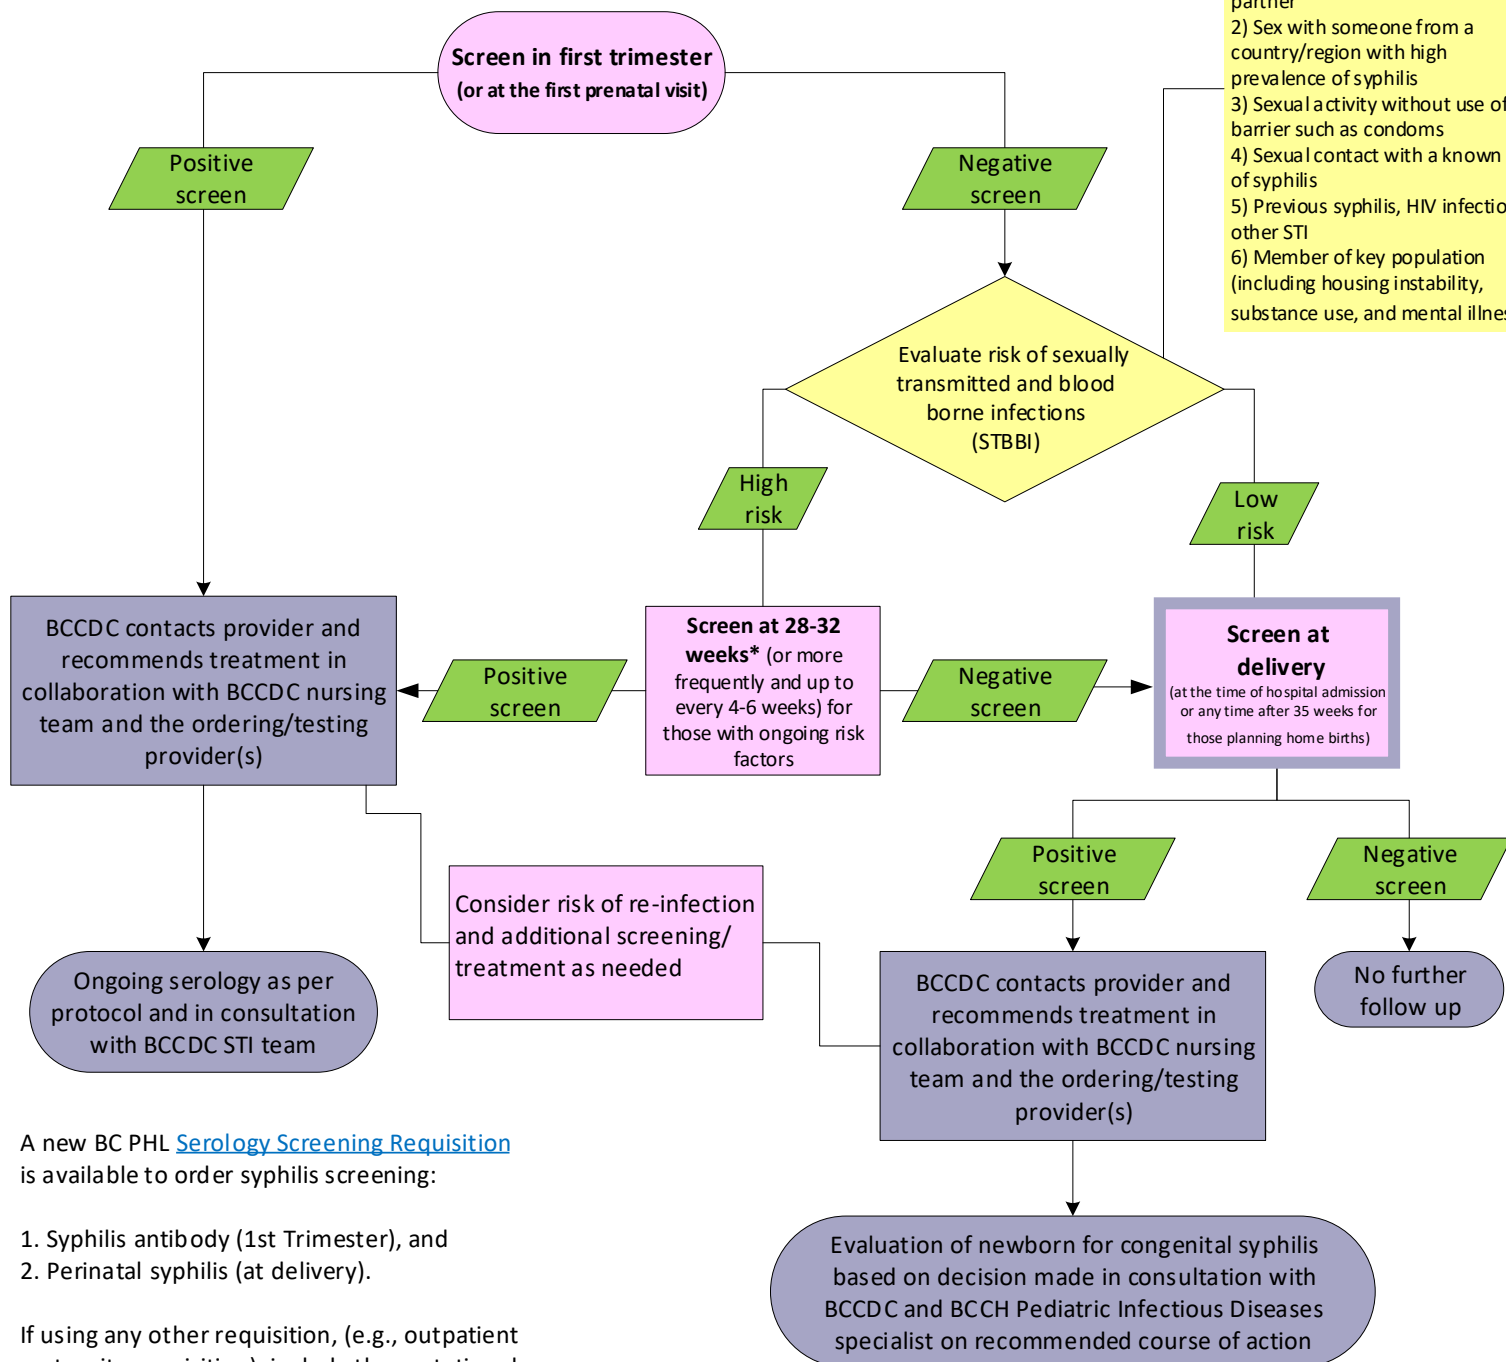 partner
2) Sex with someone from a
country/region with high
prevalence of syphilis
3) Sexual activity without use of
barrier such as condoms
4) Sexual contact with a known
of syphilis
5) Previous syphilis, HIV
other STI
6) Member of key population
(including housing instability,
substance use, and mental
Screen in first trimester
(or at the first prenatal visit)
Positive
screen
Negative
screen
Evaluate risk of sexually
transmitted and blood
borne infections
(STBBI)
High
risk
Low
risk
BCCDC contacts provider and
recommends treatment in
collaboration with BCCDC nursing
team and the ordering/testing
provider(s)
Positive
screen
Screen at 28-32
weeks* (or more
frequently and up to
every 4-6 weeks) for
those with ongoing risk
factors
Negative
screen
Screen at
delivery
(at the time of hospital admission
or any time after 35 weeks for
those planning home births)
Positive
screen
Negative
screen
Consider risk of re-infection
and additional screening/
treatment as needed
Ongoing serology as per
protocol and in consultation
with BCCDC STI team
BCCDC contacts provider and
recommends treatment in
collaboration with BCCDC nursing
team and the ordering/testing
provider(s)
No further
follow up
Evaluation of newborn for congenital syphilis
based on decision made in consultation with
BCCDC and BCCH Pediatric Infectious Diseases
specialist on recommended course of action
A new BC PHL Serology Screening Requisition
is available to order syphilis screening:
1. Syphilis antibody (1st Trimester), and
2. Perinatal syphilis (at delivery).
If using any other requisition, (e.g., outpatient